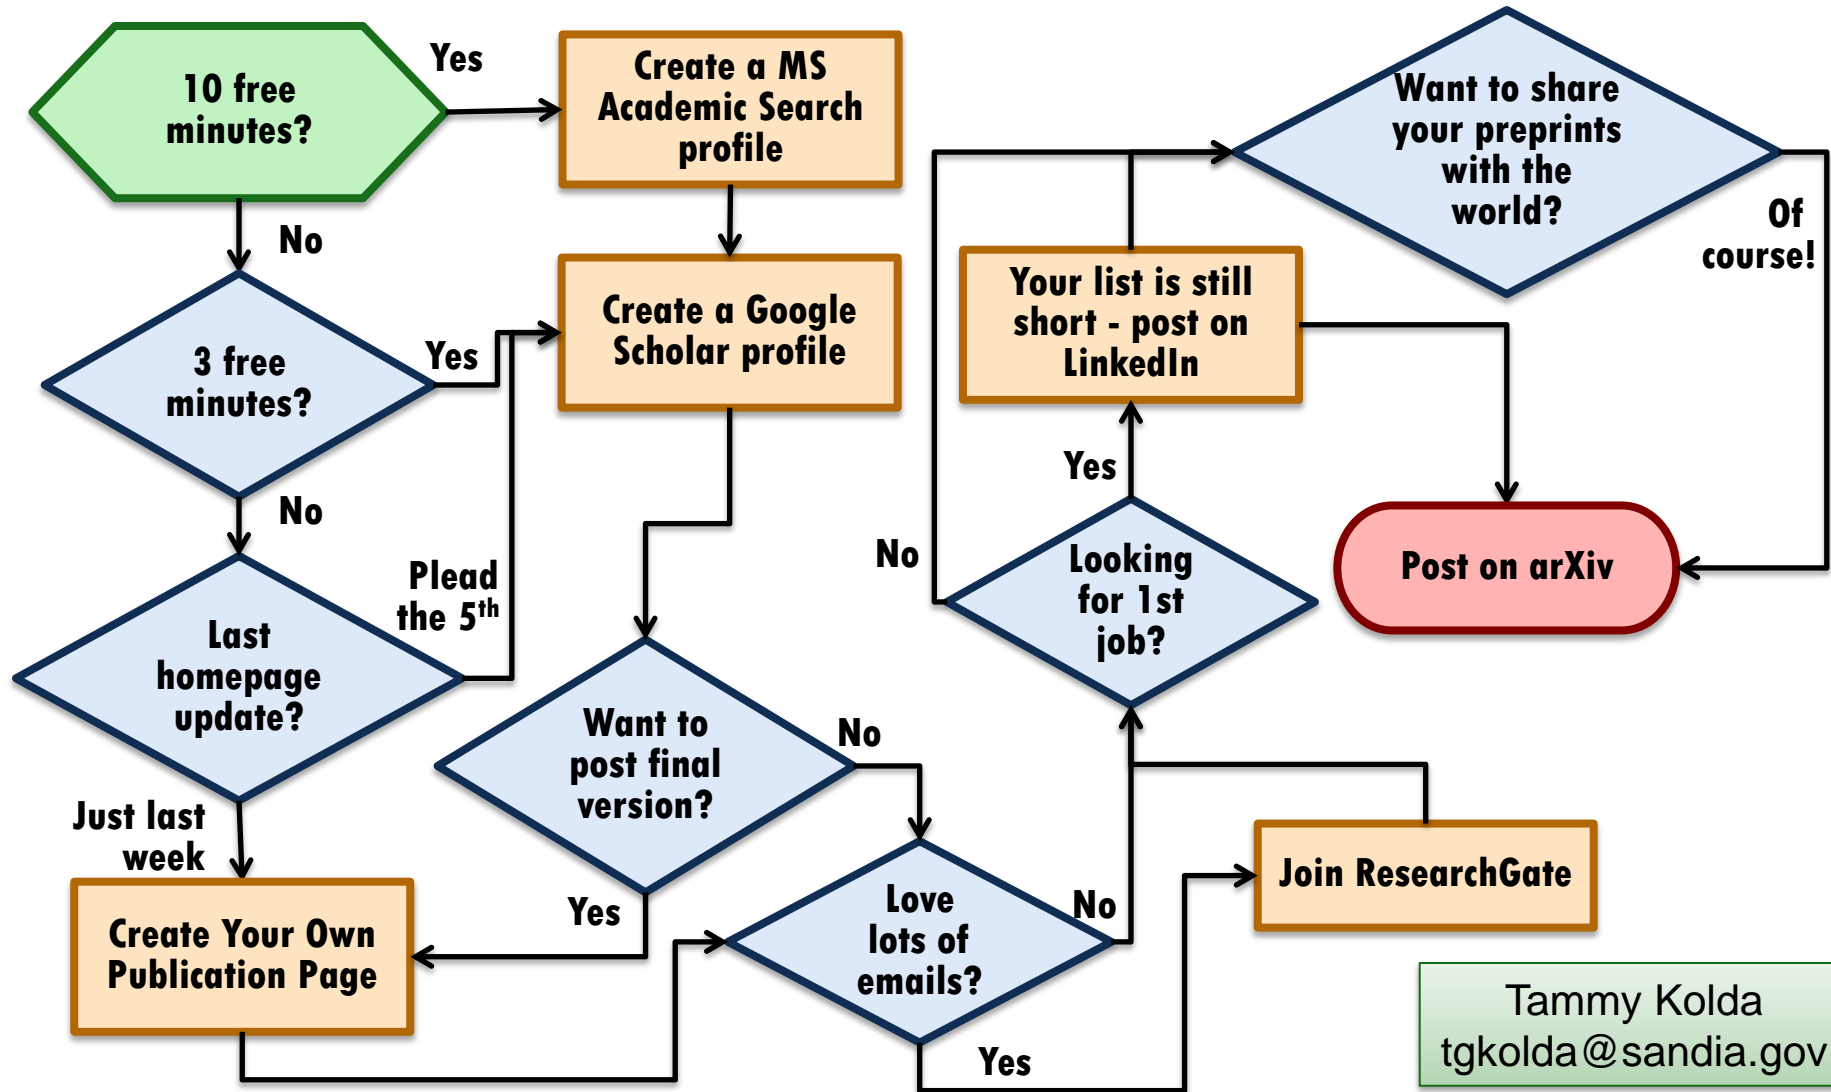 10 free
minutes?
Yes
Create a MS
Academic Search
profile
No
3 free
minutes?
Yes
Create a Google
Scholar profile
No
Last
homepage
update?
Plead
the 5th
Just last
week
Create Your Own
Publication Page
Want to
post final
version?
No
Yes
Love
lots of
emails?
No
Yes
Join ResearchGate
Looking
for 1st
job?
No
Yes
Your list is still
short - post on
LinkedIn
Want to share
your preprints
with the
world?
Of
course!
Post on arXiv
Tammy Kolda
tgkolda@sandia.gov